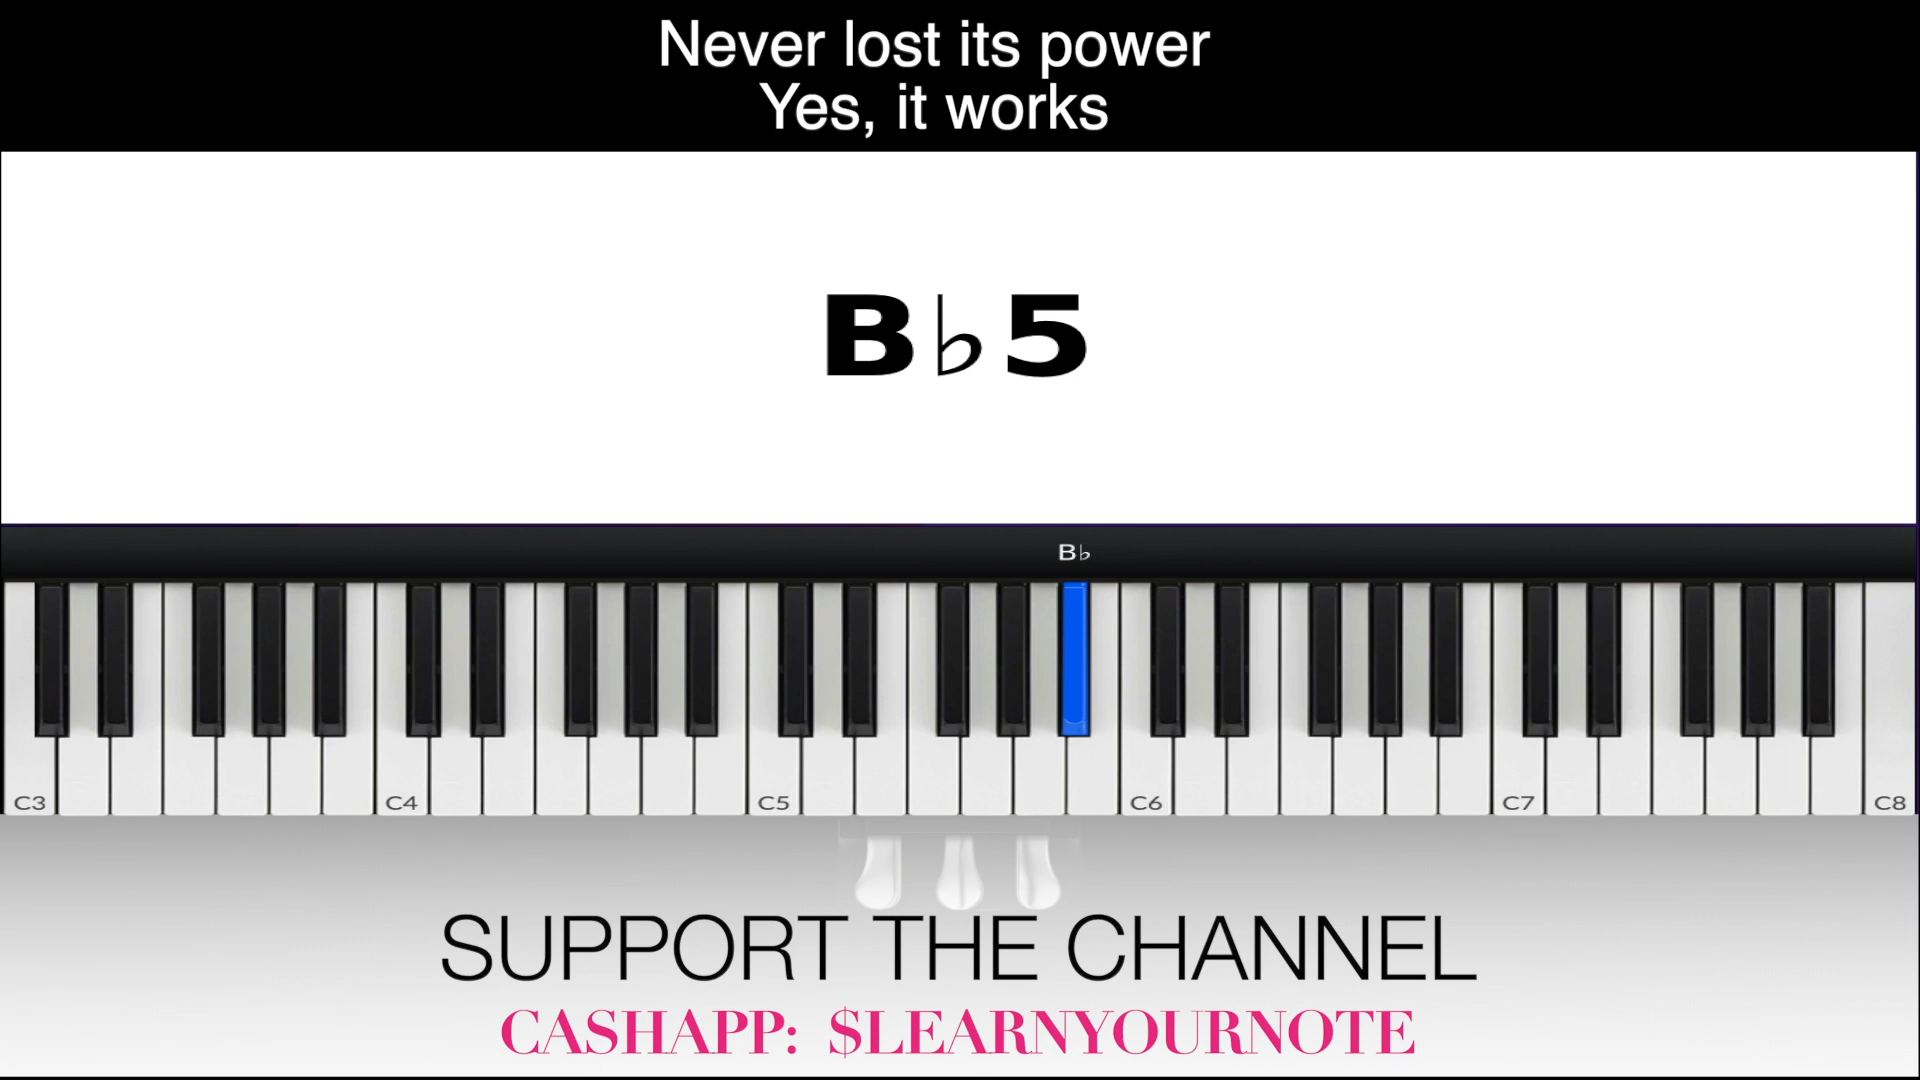 Never lost its power
Yes, it works
B♭5
B♭
C3 C4 C5 C6 C7 C8
SUPPORT THE CHANNEL
CASHAPP: $LEARNYOURNOTE